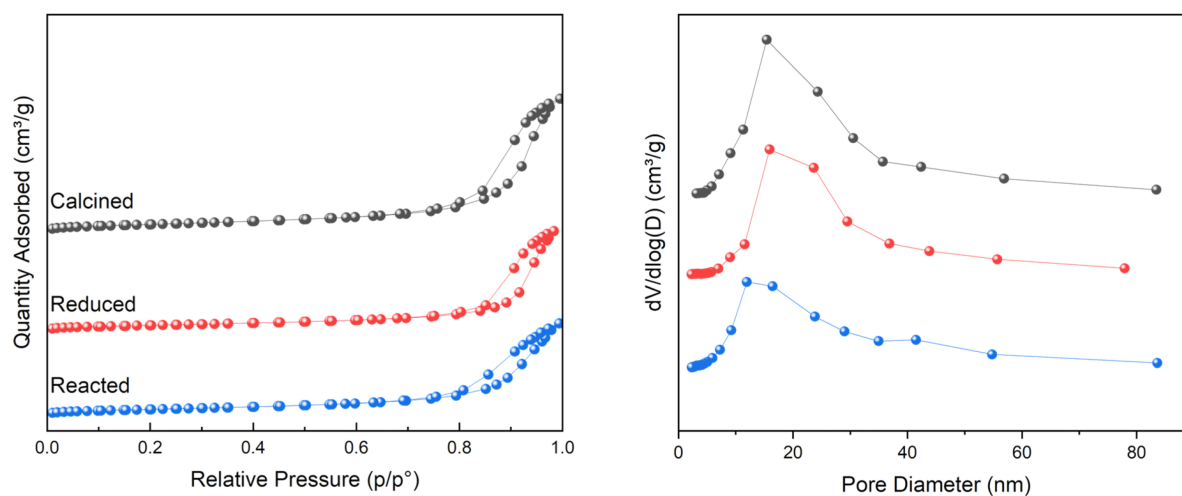 Quantity Adsorbed (cm³/g)
Calcined
Reduced
Reacted
0.0 0.2 0.4 0.6 0.8 1.0
Relative Pressure (p/p°)
dV/dlog(D) (cm³/g)
0 20 40 60 80
Pore Diameter (nm)